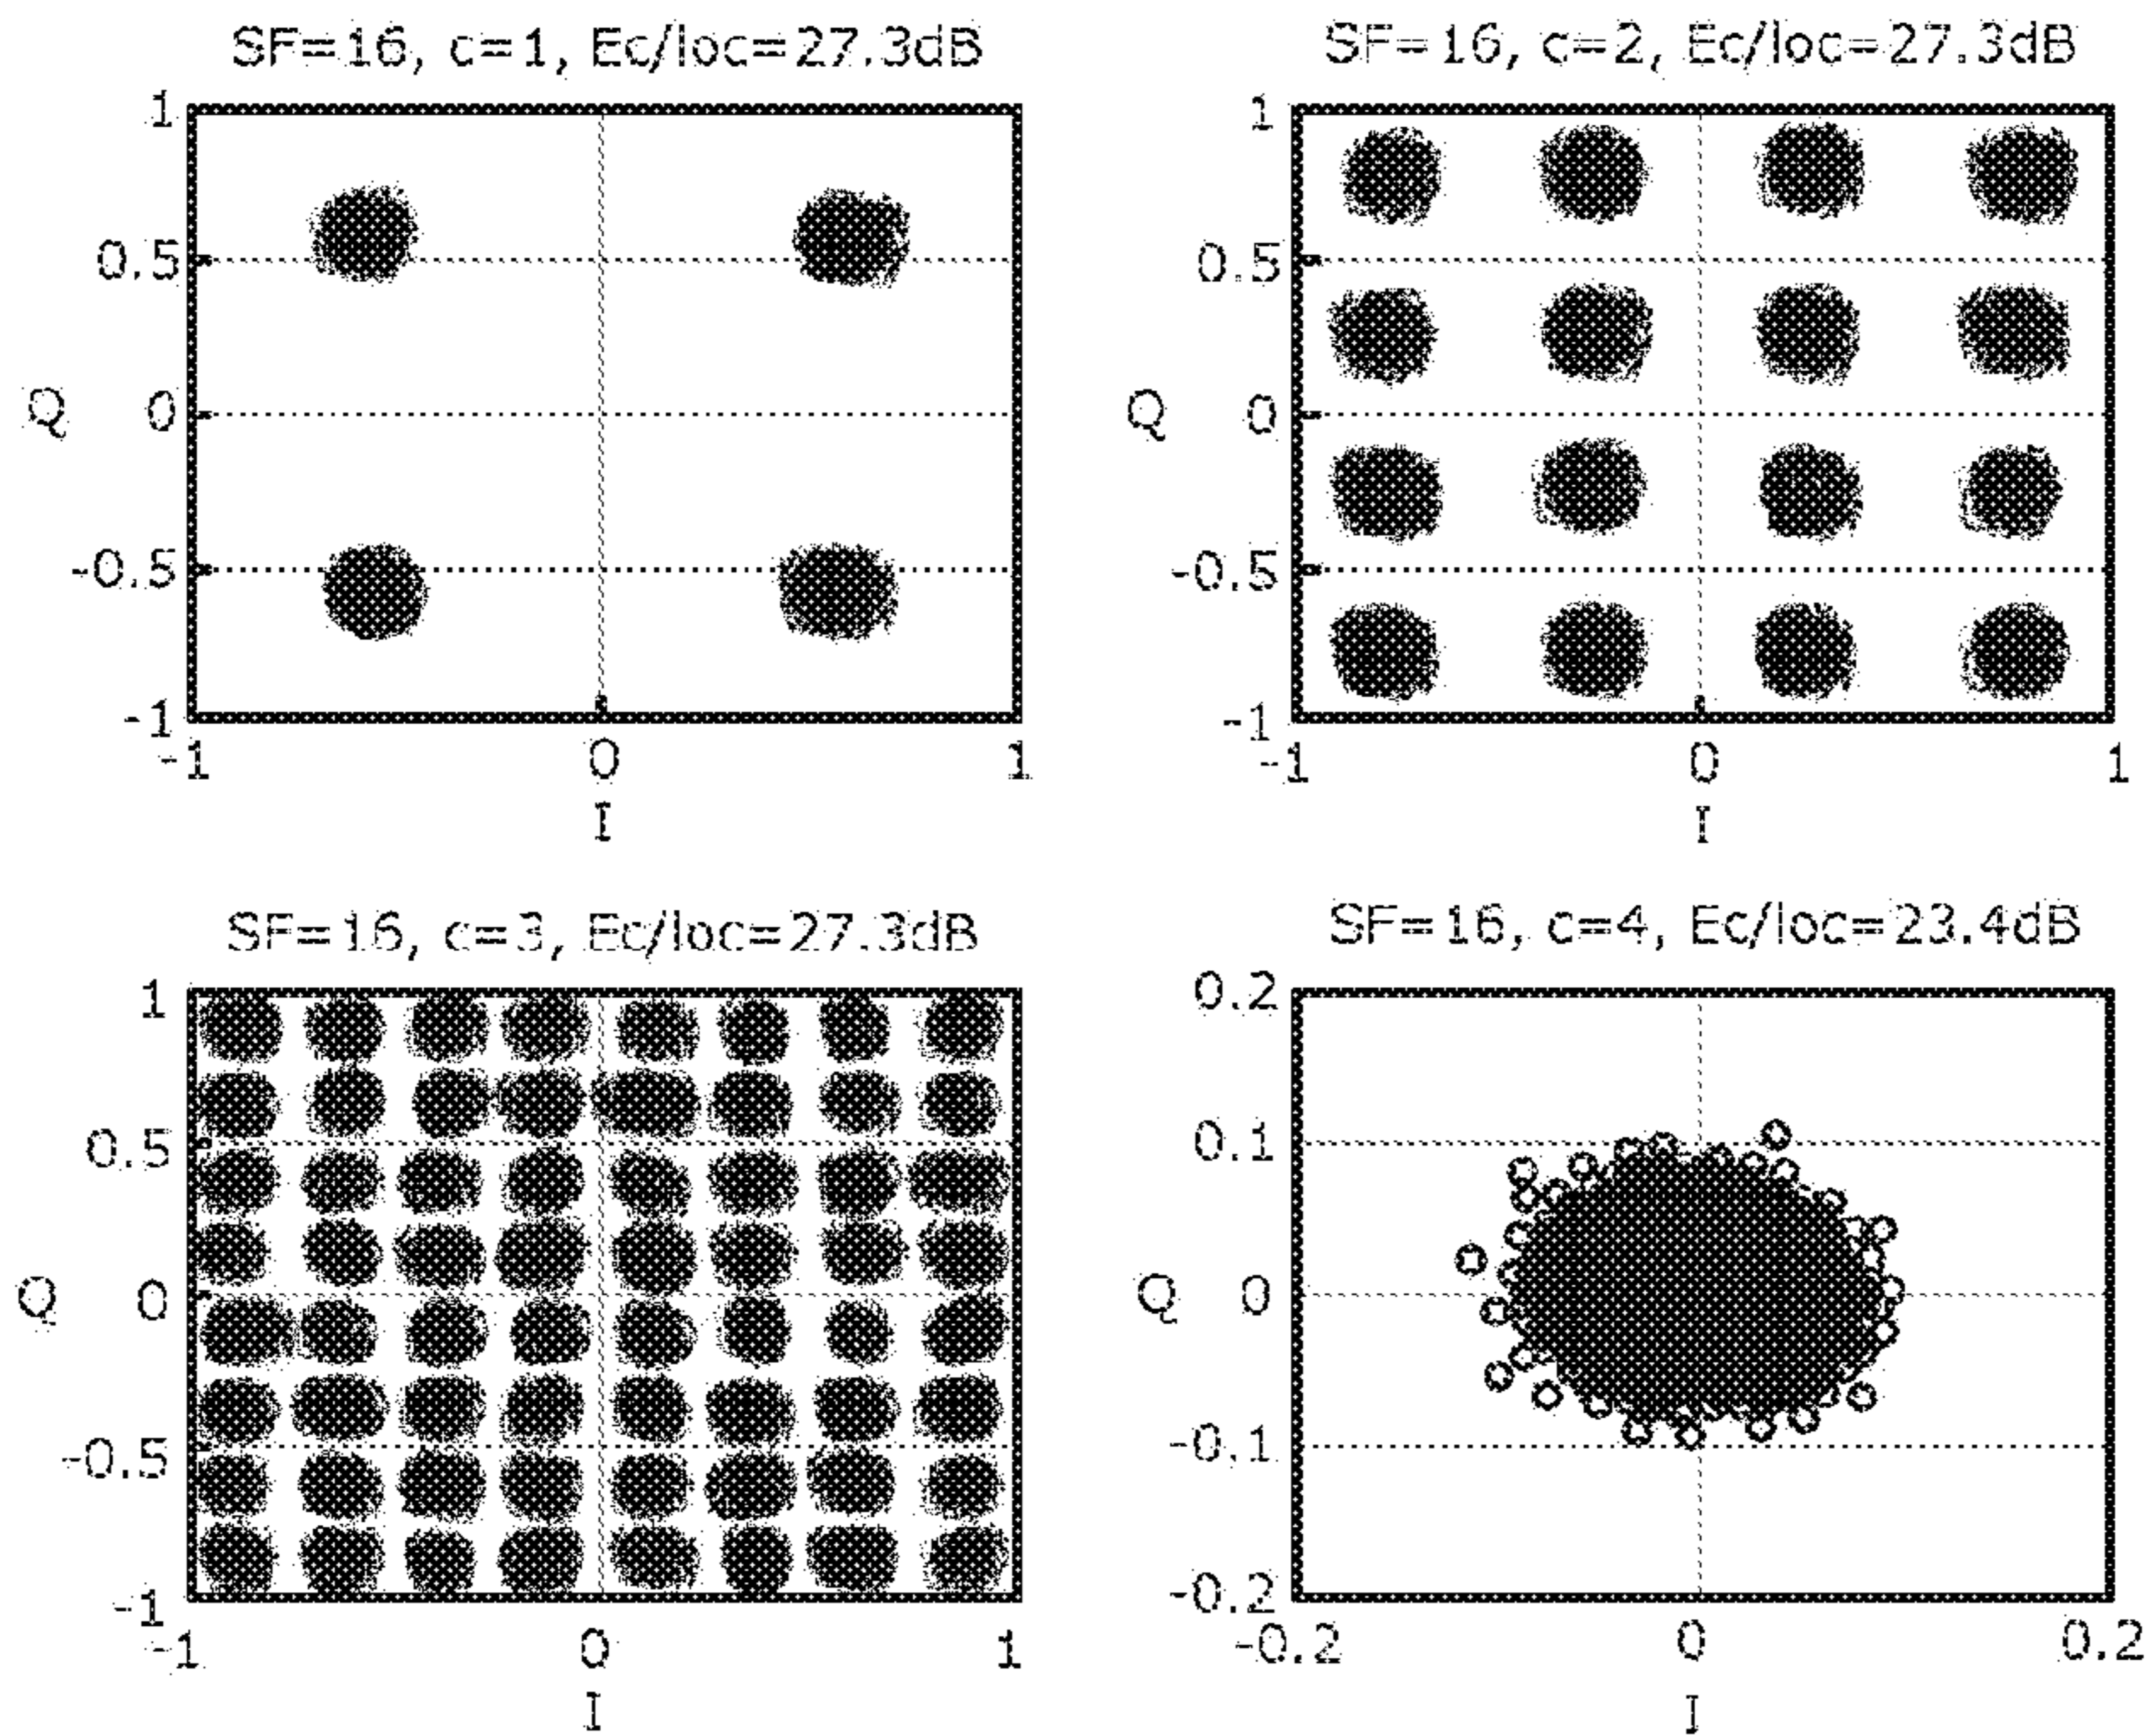 SF=16, c=1, Ec/Ioc=27.3dB
1
0.5
Q 0
-0.5
-1
-1 0 1
I
SF=16, c=2, Ec/Ioc=27.3dB
1
0.5
Q 0
-0.5
-1
-1 0 1
I
SF=16, c=3, Ec/Ioc=27.3dB
1
0.5
Q 0
-0.5
-1
-1 0 1
I
SF=16, c=4, Ec/Ioc=23.4dB
0.2
0.1
Q 0
-0.1
-0.2
-0.2 0 0.2
I